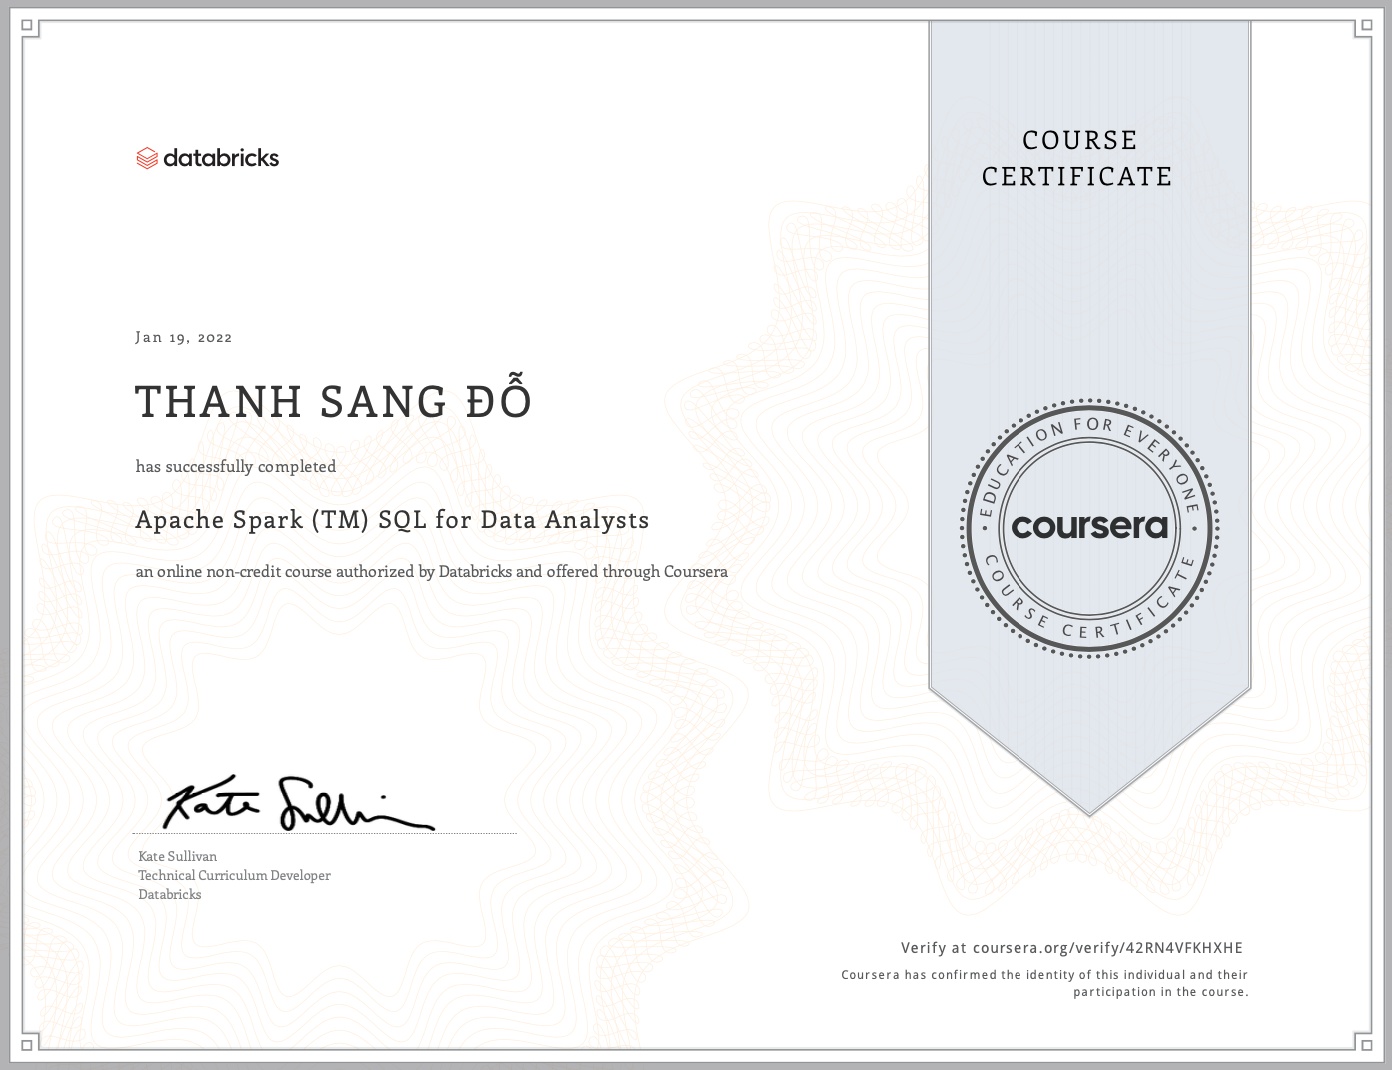 databricks
COURSE
CERTIFICATE
Jan 19, 2022
THANH SANG ĐỖ
has successfully completed
Apache Spark (TM) SQL for Data Analysts
an online non-credit course authorized by Databricks and offered through Coursera
EDUCATION FOR EVERYONE
coursera
COURSE CERTIFICATE
Kate Sullivan
Kate Sullivan
Technical Curriculum Developer
Databricks
Verify at coursera.org/verify/42RN4VFKHXHE
Coursera has confirmed the identity of this individual and their
participation in the course.